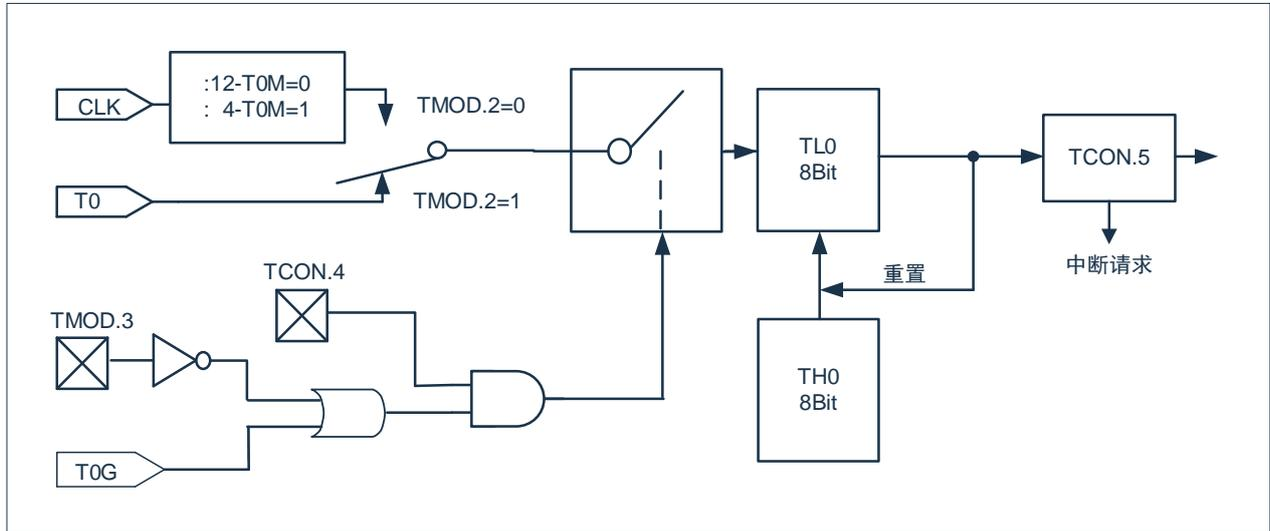 CLK
:12-T0M=0
: 4-T0M=1
TMOD.2=0
T0
TMOD.2=1
TL0
8Bit
TCON.5
中断请求
重置
TCON.4
TMOD.3
TH0
8Bit
T0G